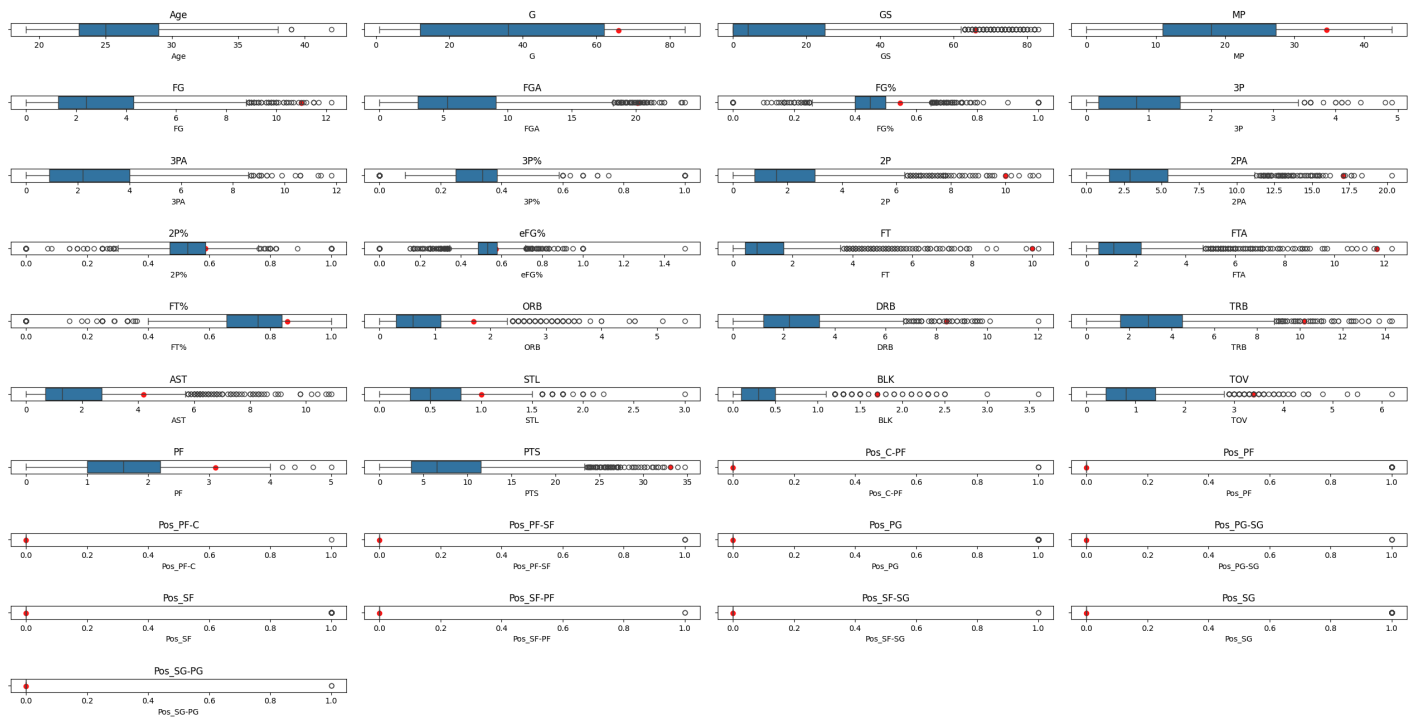 Age G GS MP
20 25 30 35 40 0 20 40 60 80 0 20 40 60 80 0 10 20 30 40
Age G GS MP
FG FGA FG% 3P
0 2 4 6 8 10 12 0 5 10 15 20 0.0 0.2 0.4 0.6 0.8 1.0 0 1 2 3 4 5
FG FGA FG% 3P
3PA 3P% 2P 2PA
0 2 4 6 8 10 12 0.0 0.2 0.4 0.6 0.8 1.0 0 2 4 6 8 10 0.0 2.5 5.0 7.5 10.0 12.5 15.0 17.5 20.0
3PA 3P% 2P 2PA
2P% eFG% FT FTA
0.0 0.2 0.4 0.6 0.8 1.0 0.0 0.2 0.4 0.6 0.8 1.0 1.2 1.4 0 2 4 6 8 10 0 2 4 6 8 10 12
2P% eFG% FT FTA
FT% ORB DRB TRB
0.0 0.2 0.4 0.6 0.8 1.0 0 1 2 3 4 5 0 2 4 6 8 10 12 0 2 4 6 8 10 12 14
FT% ORB DRB TRB
AST STL BLK TOV
0 2 4 6 8 10 0.0 0.5 1.0 1.5 2.0 2.5 3.0 0.0 0.5 1.0 1.5 2.0 2.5 3.0 3.5 0 1 2 3 4 5 6
AST STL BLK TOV
PF PTS Pos_C-PF Pos_PF
0 1 2 3 4 5 0 5 10 15 20 25 30 35 0.0 0.2 0.4 0.6 0.8 1.0 0.0 0.2 0.4 0.6 0.8 1.0
PF PTS Pos_C-PF Pos_PF
Pos_PF-C Pos_PF-SF Pos_PG Pos_PG-SG
0.0 0.2 0.4 0.6 0.8 1.0 0.0 0.2 0.4 0.6 0.8 1.0 0.0 0.2 0.4 0.6 0.8 1.0 0.0 0.2 0.4 0.6 0.8 1.0
Pos_PF-C Pos_PF-SF Pos_PG Pos_PG-SG
Pos_SF Pos_SF-PF Pos_SF-SG Pos_SG
0.0 0.2 0.4 0.6 0.8 1.0 0.0 0.2 0.4 0.6 0.8 1.0 0.0 0.2 0.4 0.6 0.8 1.0 0.0 0.2 0.4 0.6 0.8 1.0
Pos_SF Pos_SF-PF Pos_SF-SG Pos_SG
Pos_SG-PG
0.0 0.2 0.4 0.6 0.8 1.0
Pos_SG-PG